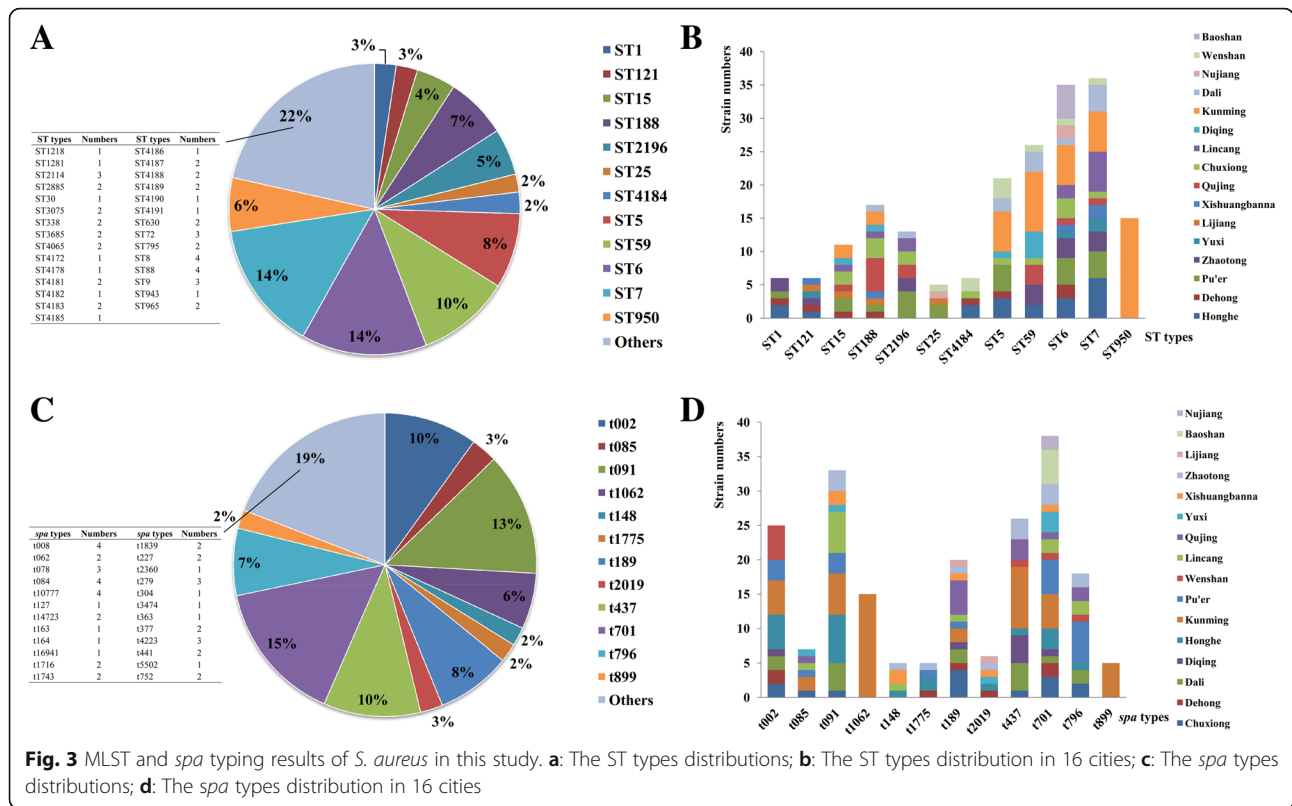 A
3%
3%
4%
7%
5%
2%
2%
8%
10%
14%
14%
6%
22%
ST types Numbers ST types Numbers
ST1218 1 ST4186 1
ST1281 1 ST4187 2
ST2114 3 ST4188 2
ST2885 2 ST4189 2
ST30 1 ST4190 1
ST3075 2 ST4191 1
ST338 2 ST630 2
ST3685 2 ST72 3
ST4065 2 ST795 2
ST4172 1 ST8 4
ST4178 1 ST88 4
ST4181 2 ST9 3
ST4182 1 ST943 1
ST4183 2 ST965 2
ST4185 1
ST1
ST121
ST15
ST188
ST2196
ST25
ST4184
ST5
ST59
ST6
ST7
ST950
Others
B
Strain numbers
40
35
30
25
20
15
10
5
0
ST1
ST121
ST15
ST188
ST2196
ST25
ST4184
ST5
ST59
ST6
ST7
ST950
ST types
Baoshan
Wenshan
Nujiang
Dali
Kunming
Diqing
Lincang
Chuxiong
Qujing
Xishuangbanna
Lijiang
Yuxi
Zhaotong
Pu'er
Dehong
Honghe
C
10%
3%
13%
6%
2%
2%
8%
3%
10%
15%
7%
2%
19%
spa types Numbers spa types Numbers
t008 4 t1839 2
t062 2 t227 2
t078 3 t2360 1
t084 4 t279 3
t10777 4 t304 1
t127 1 t3474 1
t14723 2 t363 1
t163 1 t377 2
t164 1 t4223 3
t16941 1 t441 2
t1716 2 t5502 1
t1743 2 t752 2
t002
t085
t091
t1062
t148
t1775
t189
t2019
t437
t701
t796
t899
Others
D
Strain numbers
40
35
30
25
20
15
10
5
0
t002
t085
t091
t1062
t148
t1775
t189
t2019
t437
t701
t796
t899
spa types
Nujiang
Baoshan
Lijiang
Zhaotong
Xishuangbanna
Yuxi
Qujing
Lincang
Wenshan
Pu'er
Kunming
Honghe
Diqing
Dali
Dehong
Chuxiong
Fig. 3 MLST and spa typing results of S. aureus in this study. a: The ST types distributions; b: The ST types distribution in 16 cities; c: The spa types
distributions; d: The spa types distribution in 16 cities